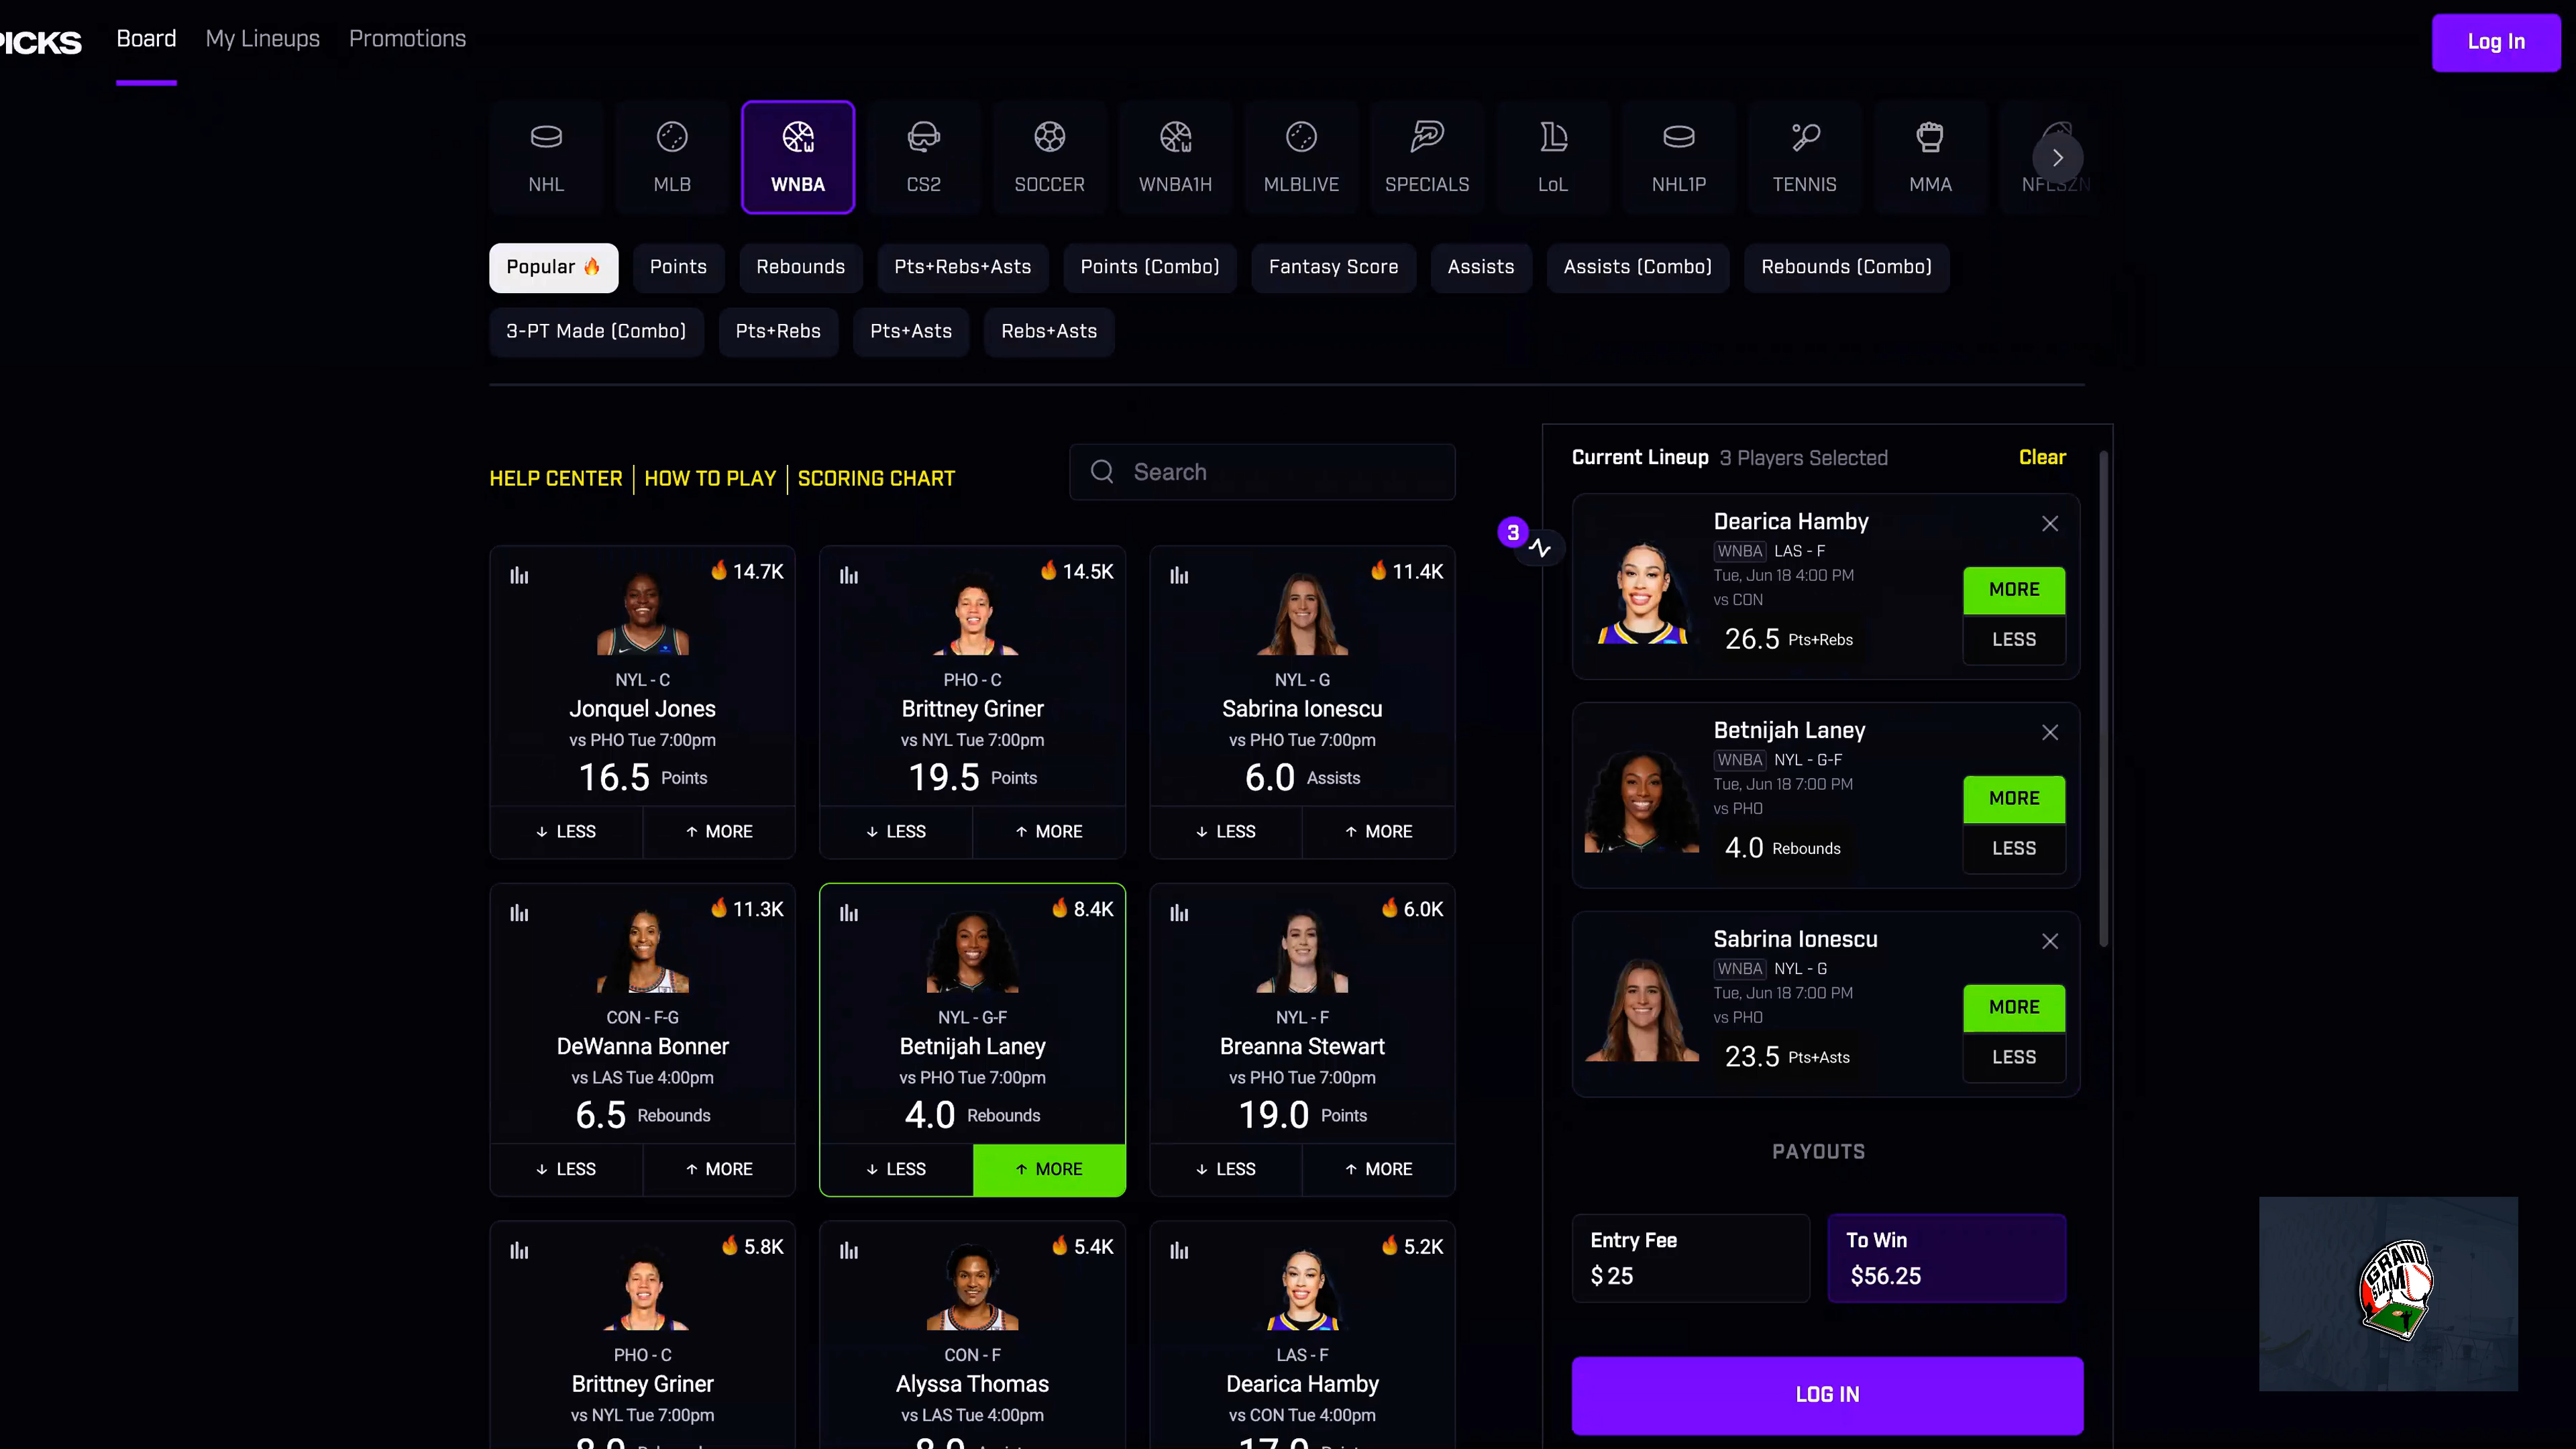 PICKS
Board My Lineups Promotions
Log In
NHL MLB WNBA CS2 SOCCER WNBA1H MLBLIVE SPECIALS LoL NHL1P TENNIS MMA NFLSZN
Popular Points Rebounds Pts+Rebs+Asts Points (Combo) Fantasy Score Assists Assists (Combo) Rebounds (Combo)
3-PT Made (Combo) Pts+Rebs Pts+Asts Rebs+Asts
HELP CENTER HOW TO PLAY SCORING CHART
Search
14.7K
NYL - C
Jonquel Jones
vs PHO Tue 7:00pm
16.5 Points
↓ LESS ↑ MORE
14.5K
PHO - C
Brittney Griner
vs NYL Tue 7:00pm
19.5 Points
↓ LESS ↑ MORE
11.4K
NYL - G
Sabrina Ionescu
vs PHO Tue 7:00pm
6.0 Assists
↓ LESS ↑ MORE
11.3K
CON - F-G
DeWanna Bonner
vs LAS Tue 4:00pm
6.5 Rebounds
↓ LESS ↑ MORE
8.4K
NYL - G-F
Betnijah Laney
vs PHO Tue 7:00pm
4.0 Rebounds
↓ LESS ↑ MORE
6.0K
NYL - F
Breanna Stewart
vs PHO Tue 7:00pm
19.0 Points
↓ LESS ↑ MORE
5.8K
PHO - C
Brittney Griner
vs NYL Tue 7:00pm
5.4K
CON - F
Alyssa Thomas
vs LAS Tue 4:00pm
5.2K
LAS - F
Dearica Hamby
vs CON Tue 4:00pm
Current Lineup 3 Players Selected Clear
3
Dearica Hamby
WNBA LAS - F
Tue, Jun 18 4:00 PM
vs CON
26.5 Pts+Rebs
MORE
LESS
Betnijah Laney
WNBA NYL - G-F
Tue, Jun 18 7:00 PM
vs PHO
4.0 Rebounds
MORE
LESS
Sabrina Ionescu
WNBA NYL - G
Tue, Jun 18 7:00 PM
vs PHO
23.5 Pts+Asts
MORE
LESS
PAYOUTS
Entry Fee
$ 25
To Win
$56.25
LOG IN
GRAND
SLAM